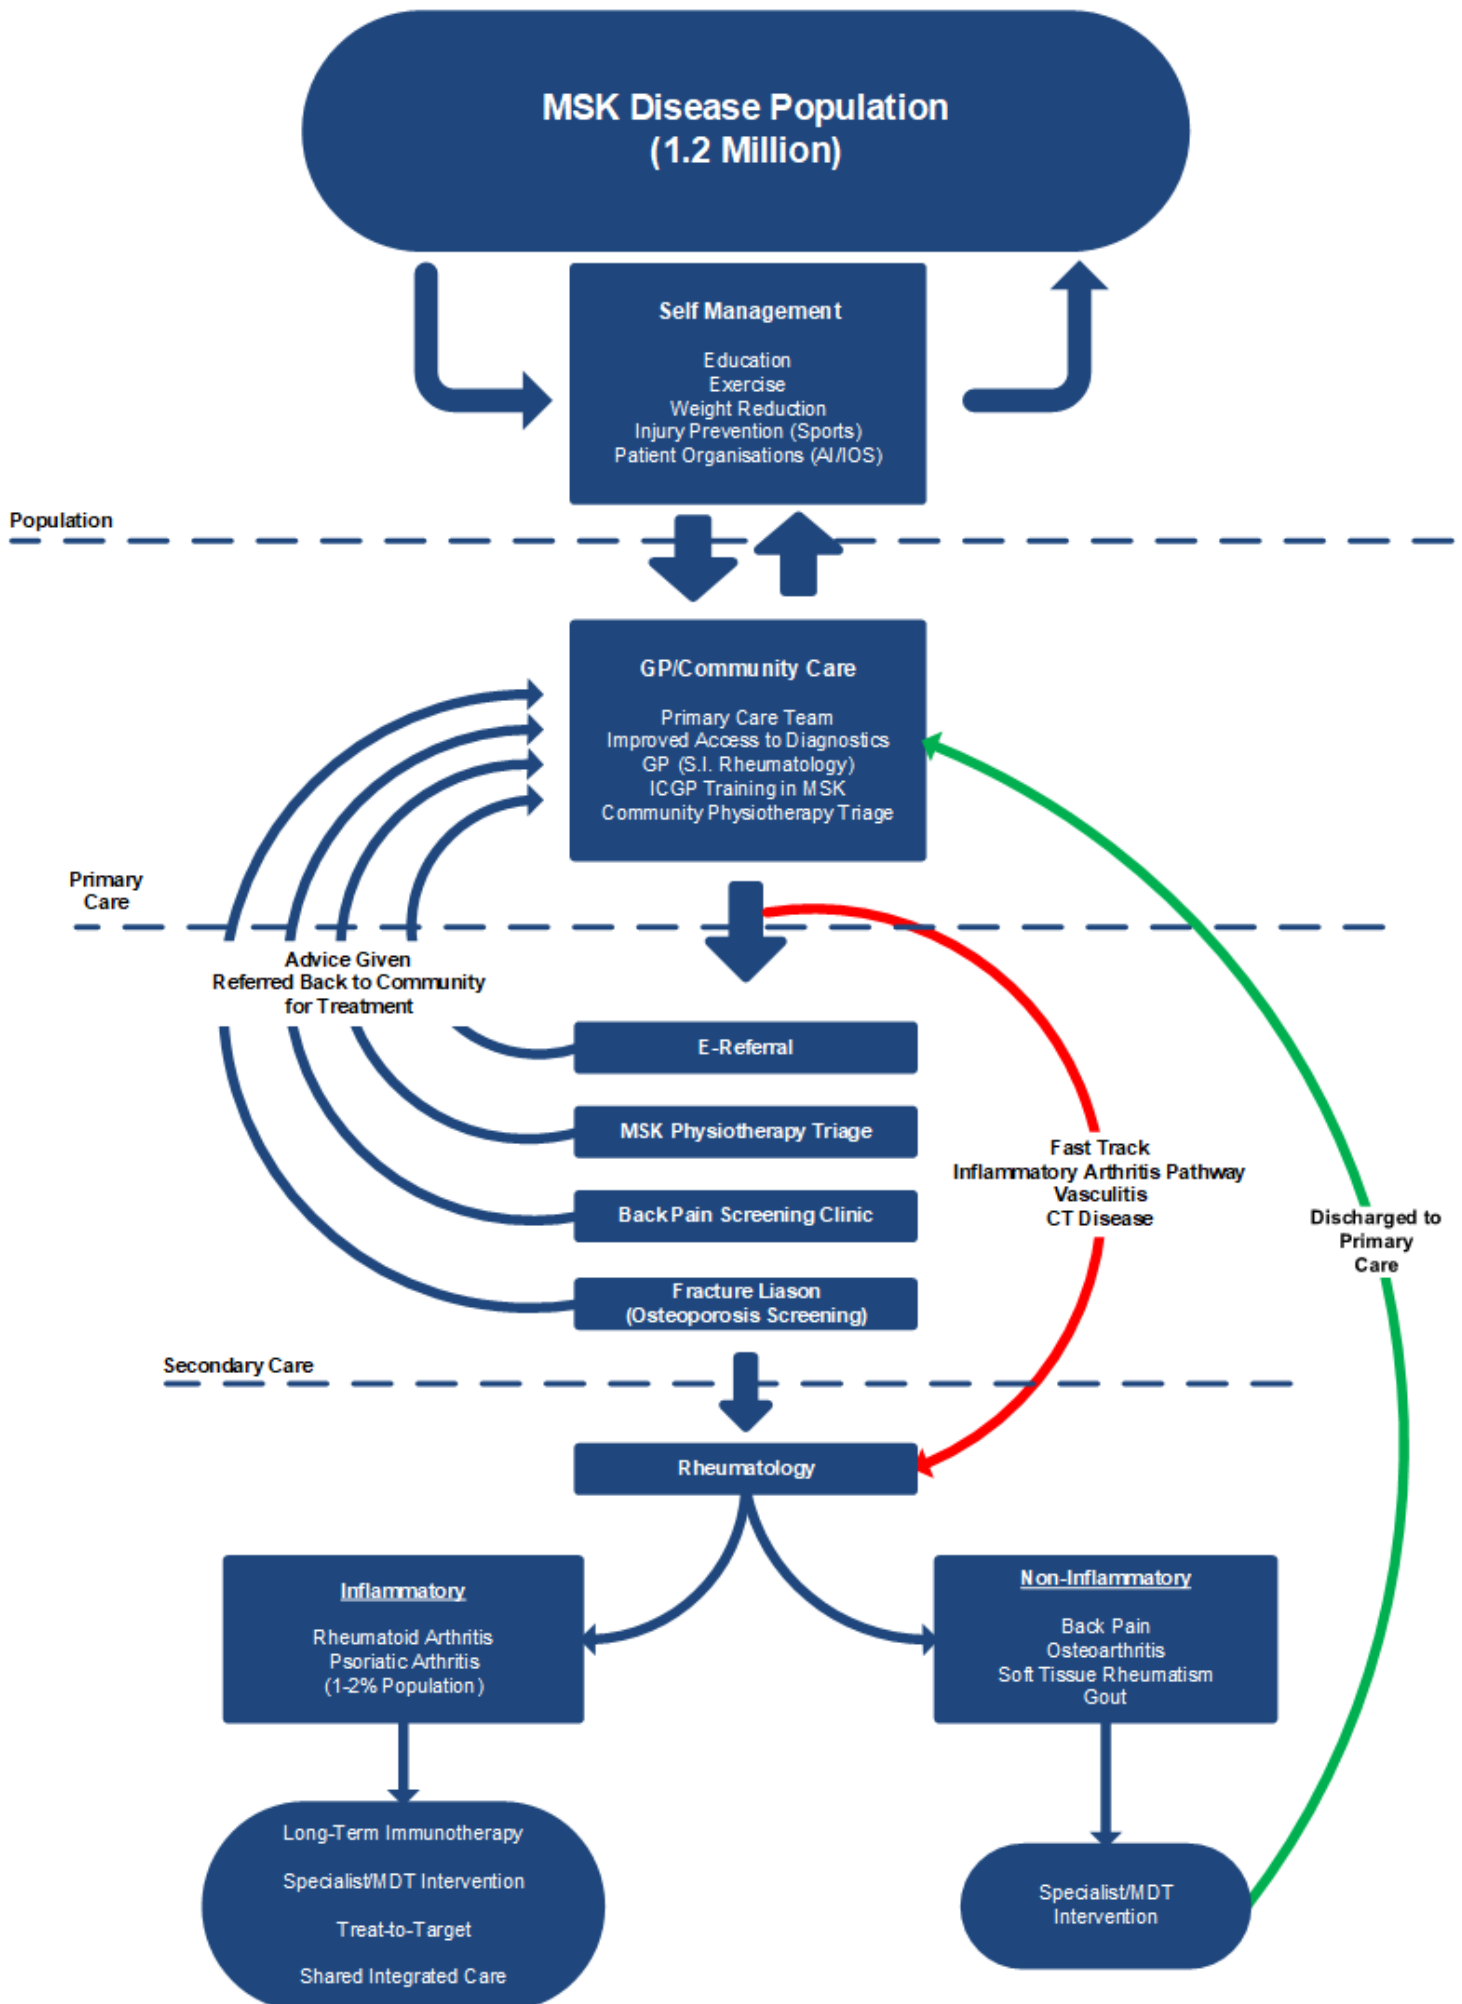 MSK Disease Population
(1.2 Million)
Self Management
Education
Exercise
Weight Reduction
Injury Prevention (Sports)
Patient Organisations (AI/IOS)
Population
GP/Community Care
Primary Care Team
Improved Access to Diagnostics
GP (S.I. Rheumatology)
ICGP Training in MSK
Community Physiotherapy Triage
Primary
Care
Advice Given
Referred Back to Community
for Treatment
E-Referral
MSK Physiotherapy Triage
Back Pain Screening Clinic
Fracture Liason
(Osteoporosis Screening)
Fast Track
Inflammatory Arthritis Pathway
Vasculitis
CT Disease
Discharged to
Primary
Care
Secondary Care
Rheumatology
Inflammatory
Rheumatoid Arthritis
Psoriatic Arthritis
(1-2% Population)
Non-Inflammatory
Back Pain
Osteoarthritis
Soft Tissue Rheumatism
Gout
Long-Term Immunotherapy
Specialist/MDT Intervention
Treat-to-Target
Shared Integrated Care
Specialist/MDT
Intervention